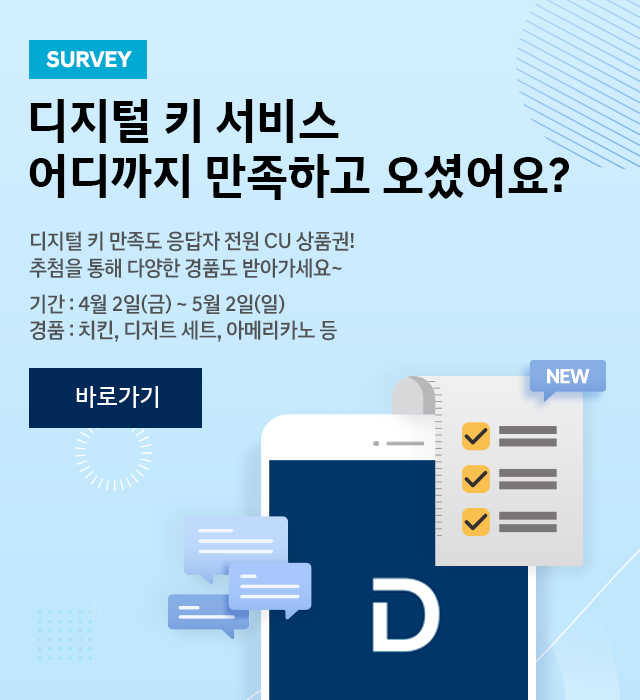 SURVEY
디지털 키 서비스
어디까지 만족하고 오셨어요?
디지털 키 만족도 응답자 전원 CU 상품권!
추첨을 통해 다양한 경품도 받아가세요~
기간 : 4월 2일(금) ~ 5월 2일(일)
경품 : 치킨, 디저트 세트, 아메리카노 등
바로가기
NEW
D